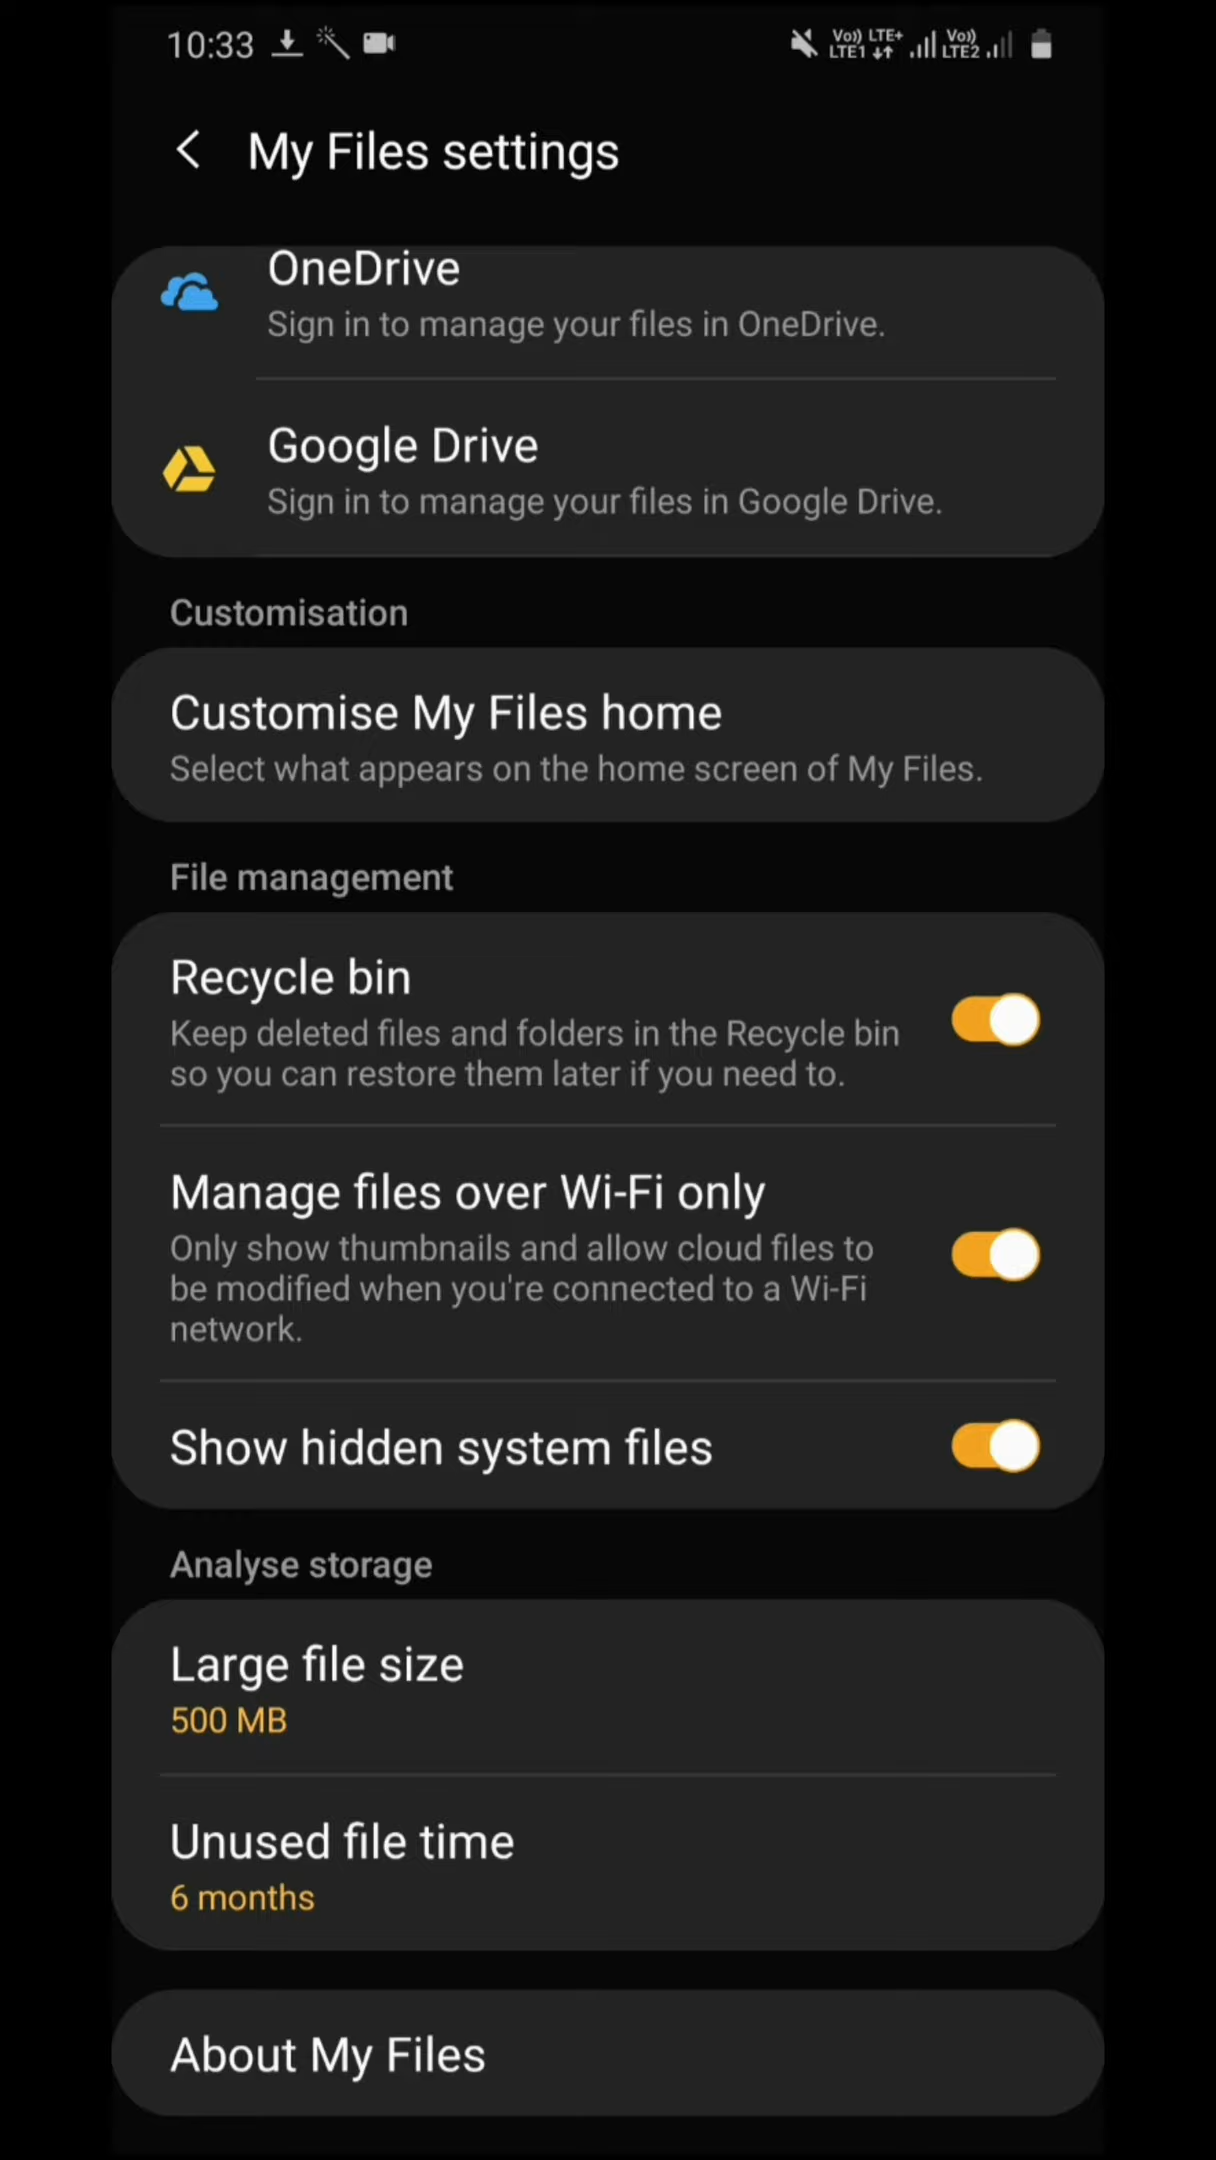 10:33
Vo)) LTE+ Vo))
LTE1 LTE2
My Files settings
OneDrive
Sign in to manage your files in OneDrive.
Google Drive
Sign in to manage your files in Google Drive.
Customisation
Customise My Files home
Select what appears on the home screen of My Files.
File management
Recycle bin
Keep deleted files and folders in the Recycle bin
so you can restore them later if you need to.
Manage files over Wi-Fi only
Only show thumbnails and allow cloud files to
be modified when you're connected to a Wi-Fi
network.
Show hidden system files
Analyse storage
Large file size
500 MB
Unused file time
6 months
About My Files